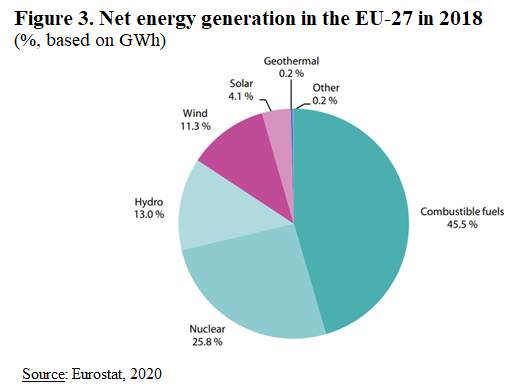 Figure 3. Net energy generation in the EU-27 in 2018
(%, based on GWh)
Geothermal
0.2 %
Solar
4.1 %
Other
0.2 %
Wind
11.3 %
Hydro
13.0 %
Combustible fuels
45.5 %
Nuclear
25.8 %
Source: Eurostat, 2020